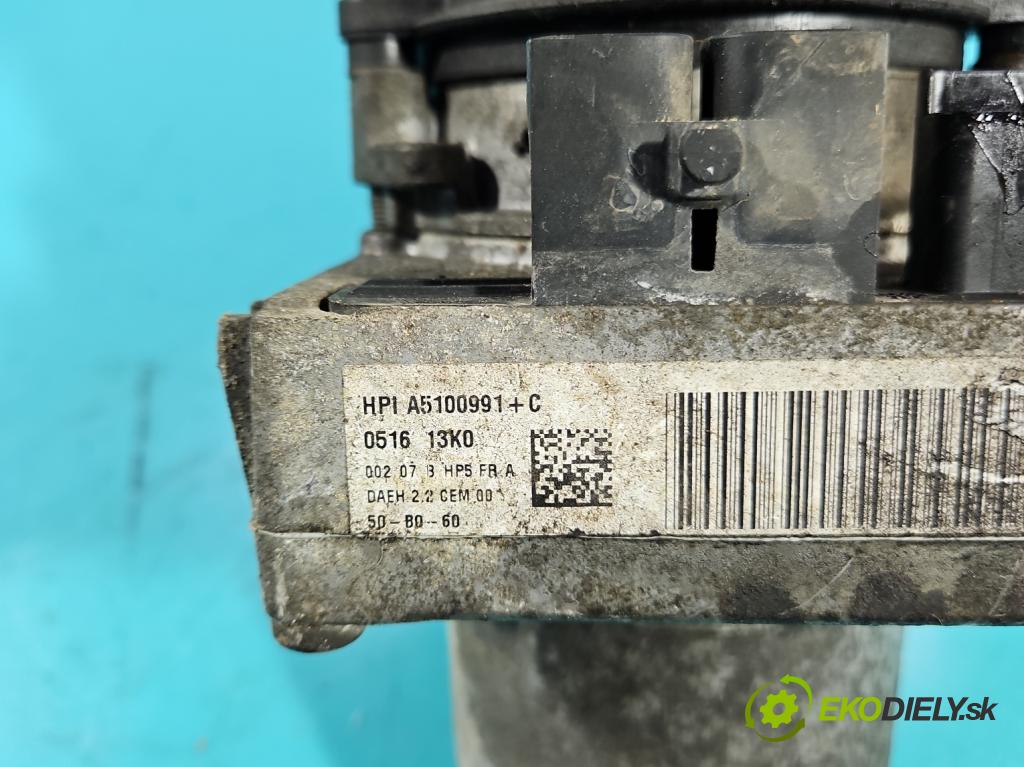 HPI A5100991+C
0516 13K0
002 07 B HP5 FR A
DAEH 2.2 CEM 00
50-B0-60
EKODIELY.sk